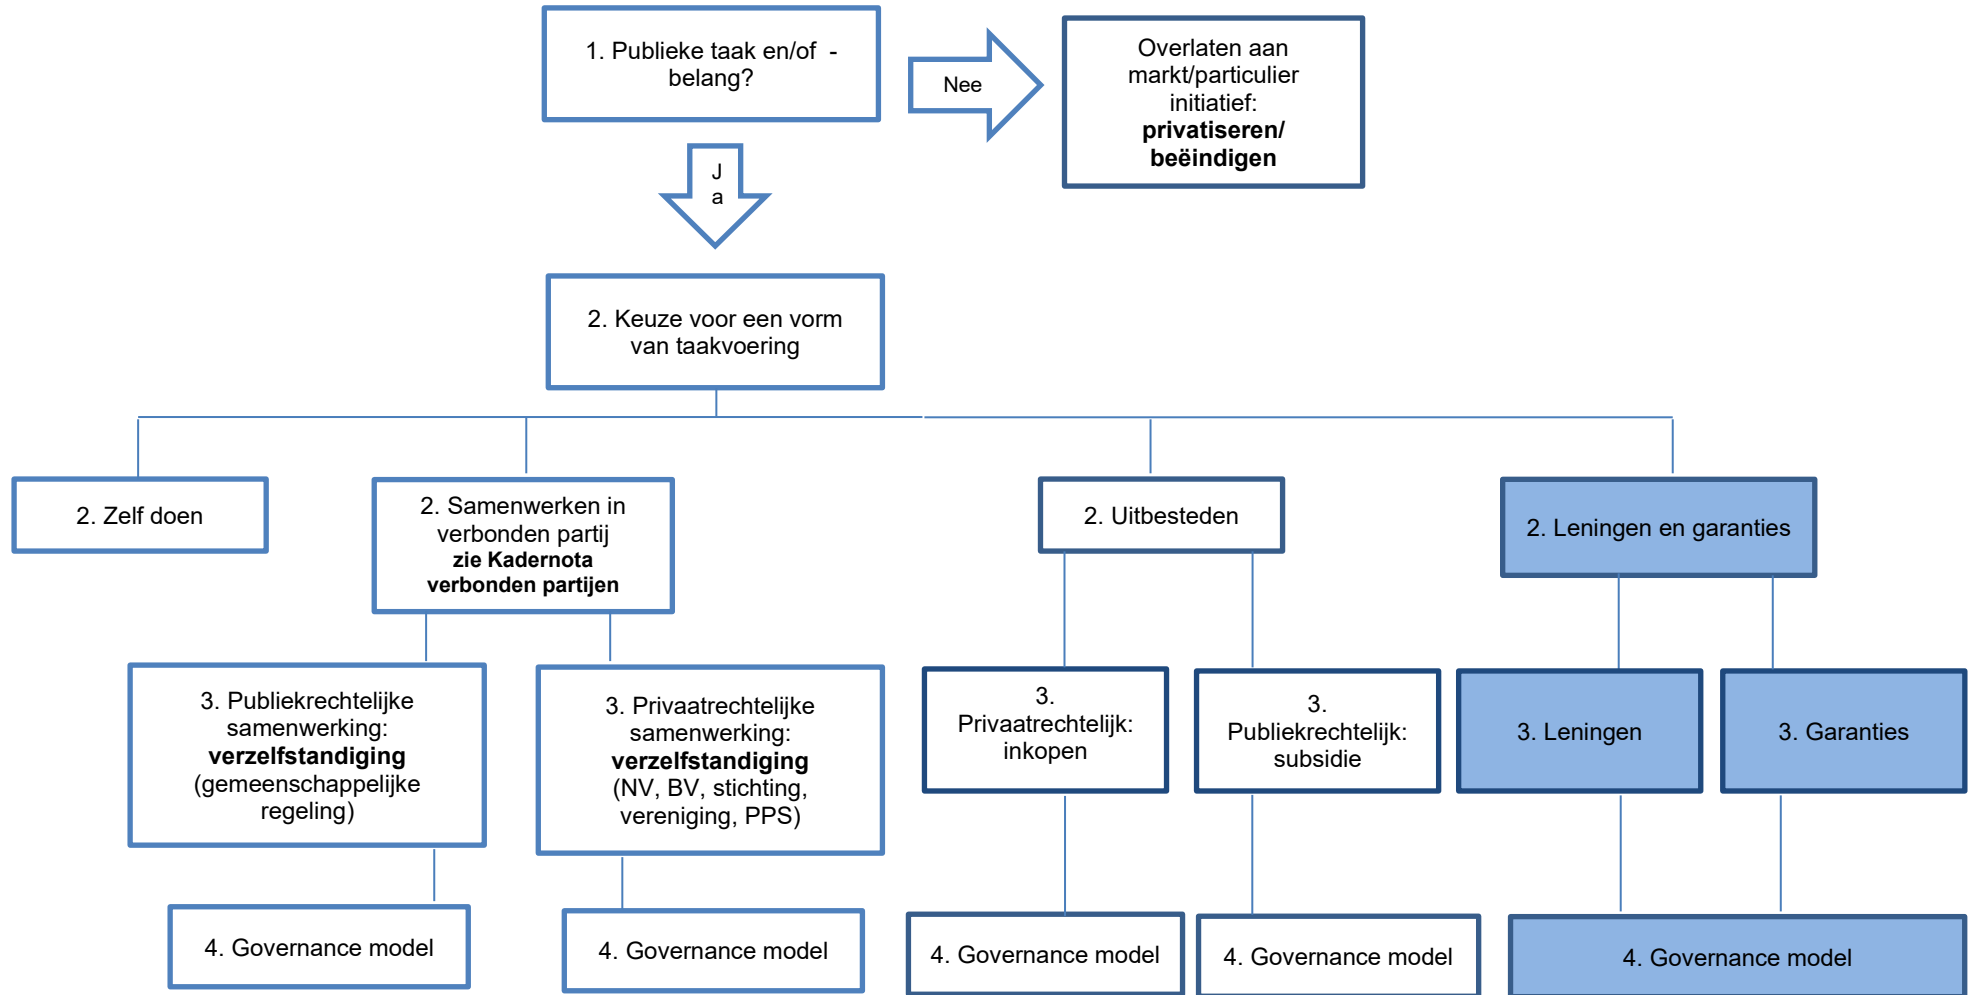 1. Publieke taak en/of -
belang?
Nee
Overlaten aan
markt/particulier
initiatief:
privatiseren/
beëindigen
J
a
2. Keuze voor een vorm
van taakvoering
2. Zelf doen
2. Samenwerken in
verbonden partij
zie Kadernota
verbonden partijen
2. Uitbesteden
2. Leningen en garanties
3. Publiekrechtelijke
samenwerking:
verzelfstandiging
(gemeenschappelijke
regeling)
3. Privaatrechtelijke
samenwerking:
verzelfstandiging
(NV, BV, stichting,
vereniging, PPS)
3.
Privaatrechtelijk:
inkopen
3.
Publiekrechtelijk:
subsidie
3. Leningen
3. Garanties
4. Governance model
4. Governance model
4. Governance model
4. Governance model
4. Governance model